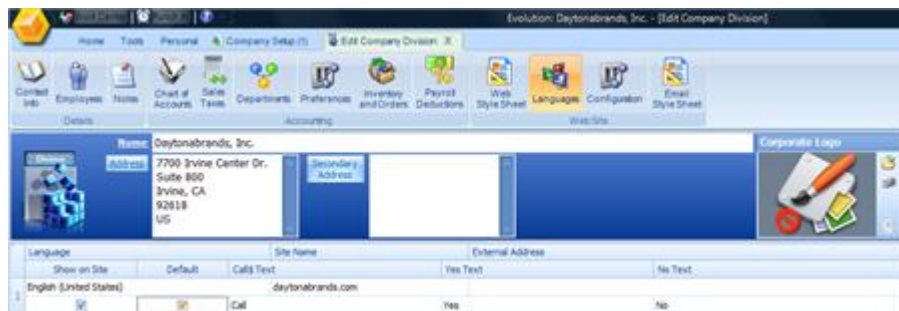 Evolution: Daytonabrands, Inc. - [Edit Company Division]
Home Tools Personal Company Setup (1) Edit Company Division X
Contact Info Employees Notes Chart of Accounts Sales Taxes Departments Preferences Inventory and Orders Payroll Deductions Web Style Sheet Languages Configuration Email Style Sheet
Details Accounting Web Site
Name Daytonabrands, Inc. Corporate Logo
Address 7700 Irvine Center Dr. Secondary Address
Suite 800
Irvine, CA
92618
US
Language Site Name External Address
Show on Site Default Call$ Text Yes Text No Text
English (United States) daytonabrands.com
1
Call Yes No